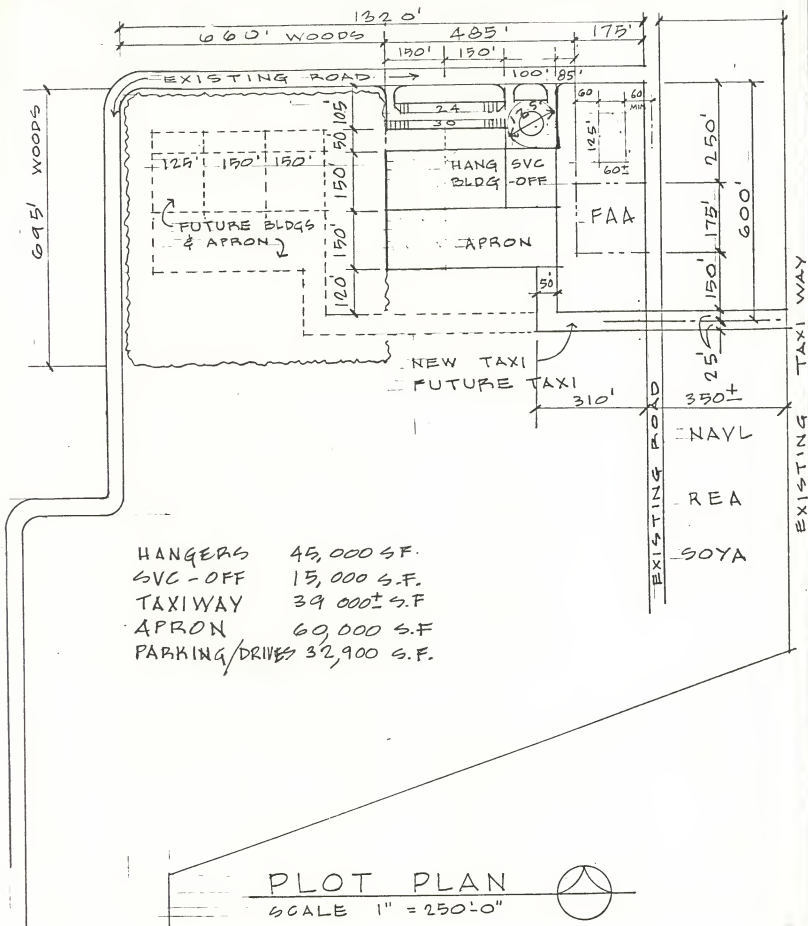 1320'
660' WOODS 485' 175'
150' 150' 100' 85'
EXISTING ROAD
24
30
175'
60 60 MIN
125'
60±
250'
175'
150'
25'
600'
695' WOODS
105
50
150'
150'
120'
125' 150' 150'
FUTURE BLDGS
& APRON
HANG SVC
BLDG -OFF
APRON
FAA
50'
NEW TAXI
FUTURE TAXI
310' 350±
EXISTING ROAD
EXISTING TAXI WAY
NAVL
REA
SOYA
HANGERS 45,000 SF.
SVC-OFF 15,000 S.F.
TAXIWAY 39 000± S.F
APRON 60,000 S.F
PARKING/DRIVES 32,900 S.F.
PLOT PLAN
SCALE 1" = 250'-0"